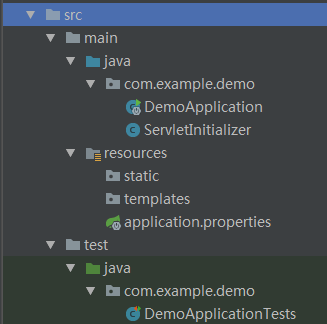 src
main
java
com.example.demo
DemoApplication
ServletInitializer
resources
static
templates
application.properties
test
java
com.example.demo
DemoApplicationTests